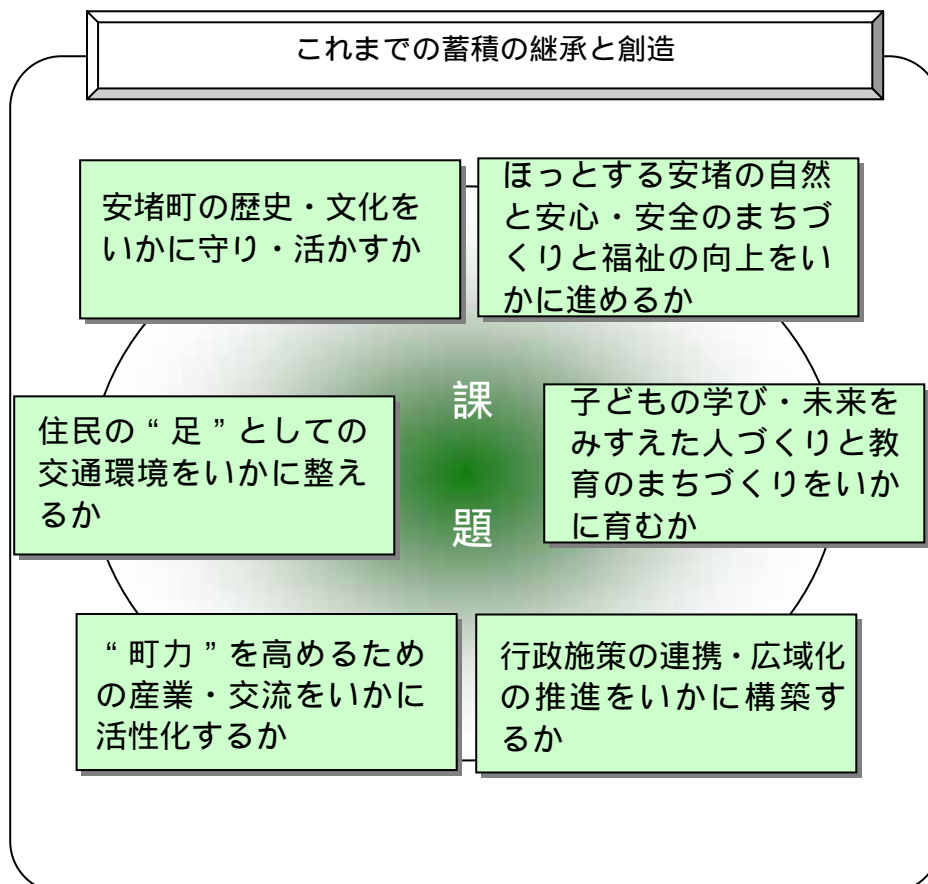 これまでの蓄積の継承と創造
安堵町の歴史・文化を
いかに守り・活かすか
ほっとする安堵の自然
と安心・安全のまちづ
くりと福祉の向上をい
かに進めるか
課
題
住民の“足”としての
交通環境をいかに整え
るか
子どもの学び・未来を
みすえた人づくりと教
育のまちづくりをいか
に育むか
“町力”を高めるため
の産業・交流をいかに
活性化するか
行政施策の連携・広域化
の推進をいかに構築す
るか